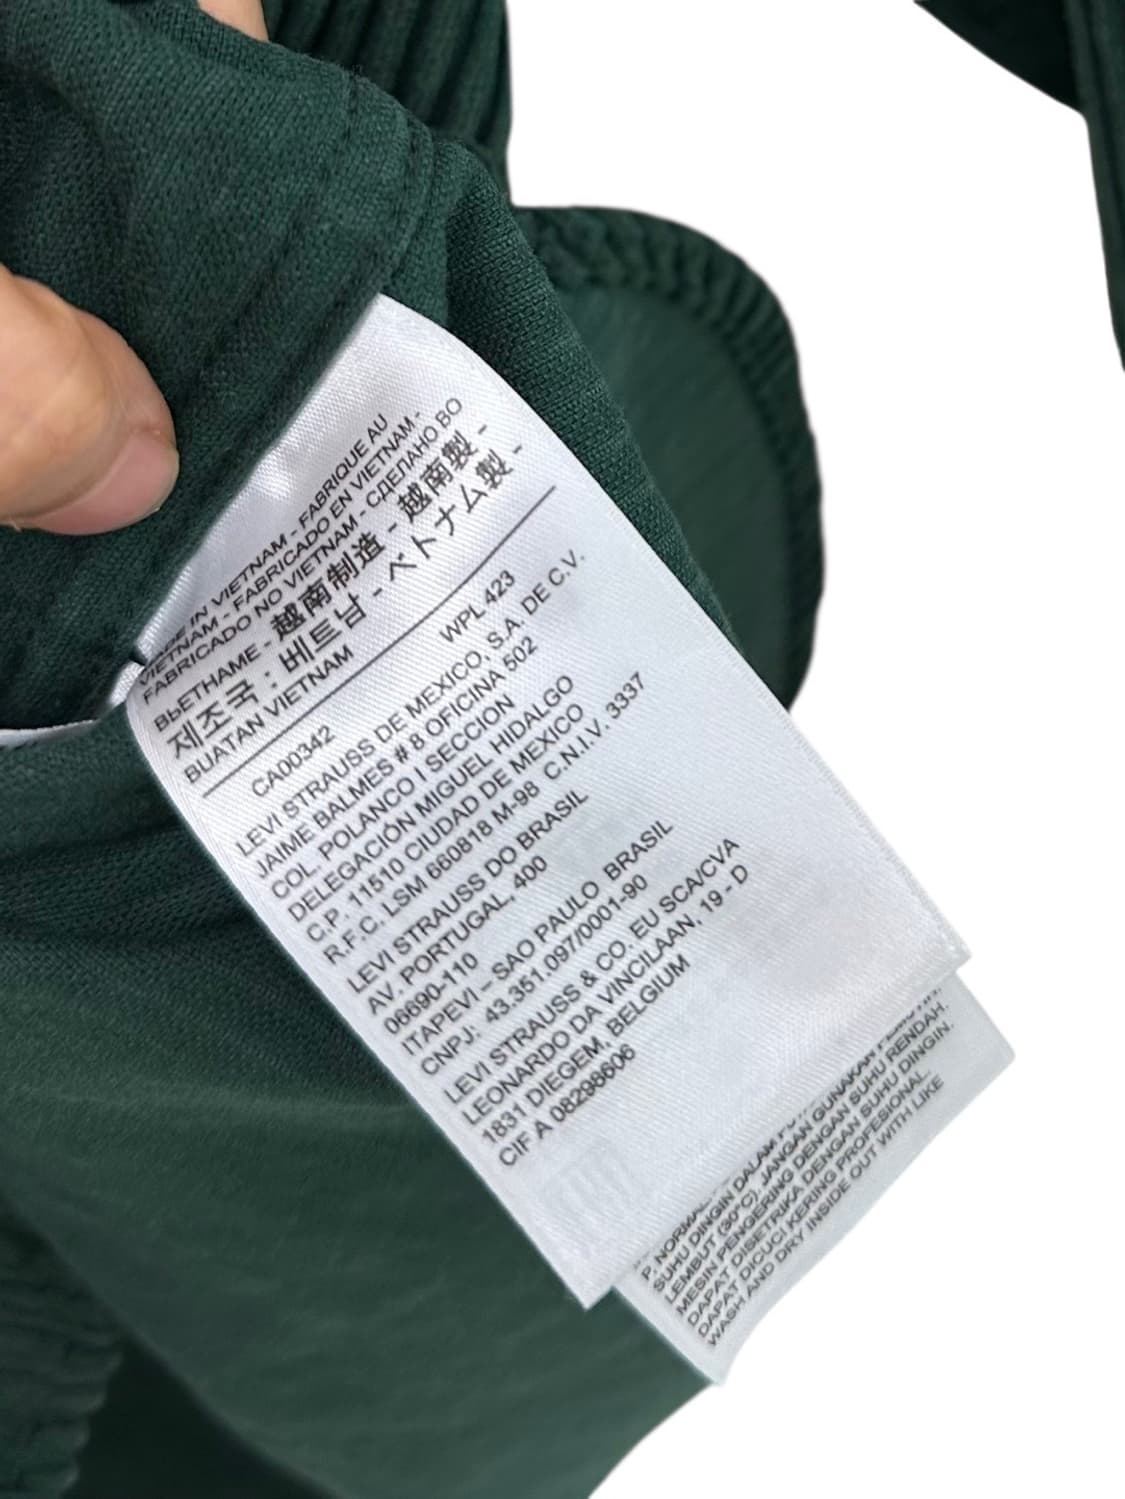 IN VIETNAM - FABRIQUE AU
VIETNAM - FABRICADO EN VIETNAM -
FABRICADO NO VIETNAM - СДЕЛАНО ВО
ВЬЕТНАМЕ - 越南制造 - 越南製 -
제조국 : 베트남 - ベトナム製 -
BUATAN VIETNAM
CA00342 WPL 423
LEVI STRAUSS DE MEXICO, S.A. DE C.V.
JAIME BALMES # 8 OFICINA 502
COL. POLANCO I SECCION
DELEGACIÓN MIGUEL HIDALGO
C.P. 11510 CIUDAD DE MEXICO
R.F.C. LSM 660818 M-98 C.N.I.V. 3337
LEVI STRAUSS DO BRASIL
AV. PORTUGAL, 400
06690-110
ITAPEVI – SAO PAULO BRASIL
CNPJ: 43.351.097/0001-90
LEVI STRAUSS & CO. EU SCA/CVA
LEONARDO DA VINCILAAN, 19 - D
1831 DIEGEM, BELGIUM
CIF A 08298606
P. NORMAL
SUHU DINGIN DALAM GUNAKAN
LEMBUT (30°C). JANGAN SUHU RENDAH.
MESIN PENGERING DENGAN SUHU DINGIN.
DAPAT DISETRIKA DENGAN
DAPAT DICUCI KERING PROFESIONAL.
WASH AND DRY INSIDE OUT WITH LIKE